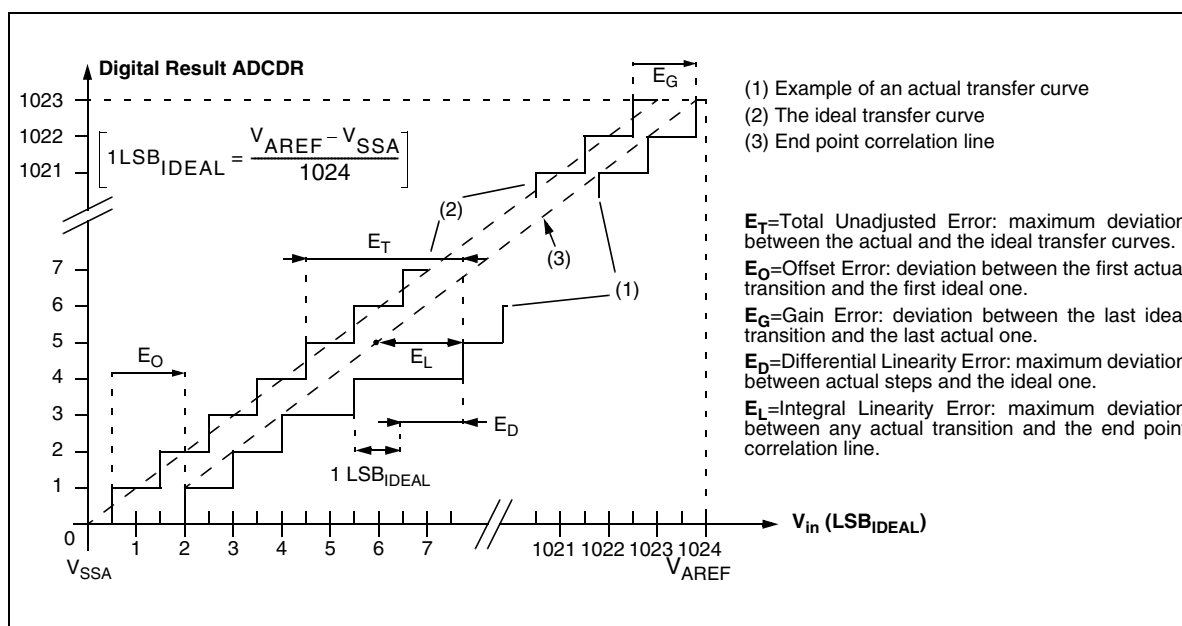 Digital Result ADCDR
E_G
1023
1022
1021
1LSB_IDEAL = (V_AREF – V_SSA) / 1024
(1) Example of an actual transfer curve
(2) The ideal transfer curve
(3) End point correlation line
(2)
(3)
(1)
E_T
7
6
5
4
3
2
1
0
E_O
E_L
E_D
1 LSB_IDEAL
E_T=Total Unadjusted Error: maximum deviation
between the actual and the ideal transfer curves.
E_O=Offset Error: deviation between the first actual
transition and the first ideal one.
E_G=Gain Error: deviation between the last ideal
transition and the last actual one.
E_D=Differential Linearity Error: maximum deviation
between actual steps and the ideal one.
E_L=Integral Linearity Error: maximum deviation
between any actual transition and the end point
correlation line.
1 2 3 4 5 6 7 1021 1022 1023 1024
V_in (LSB_IDEAL)
V_SSA
V_AREF